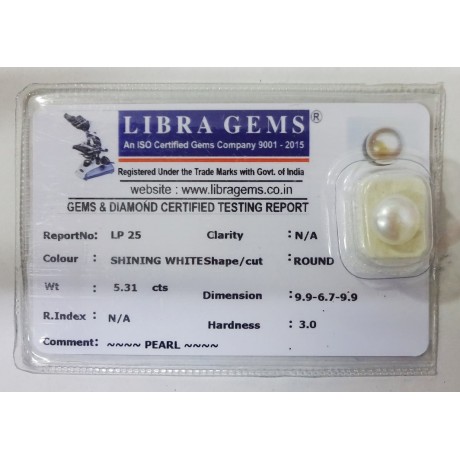 LIBRA GEMS ®
An ISO Certified Gems Company 9001 - 2015
Registered Under the Trade Marks with Govt. of India
website : www.libragems.co.in
GEMS & DIAMOND CERTIFIED TESTING REPORT
ReportNo: LP 25 Clarity : N/A
Colour : SHINING WHITE Shape/cut : ROUND
Wt : 5.31 cts Dimension : 9.9-6.7-9.9
R.Index : N/A Hardness : 3.0
Comment: ~~~~ PEARL ~~~~